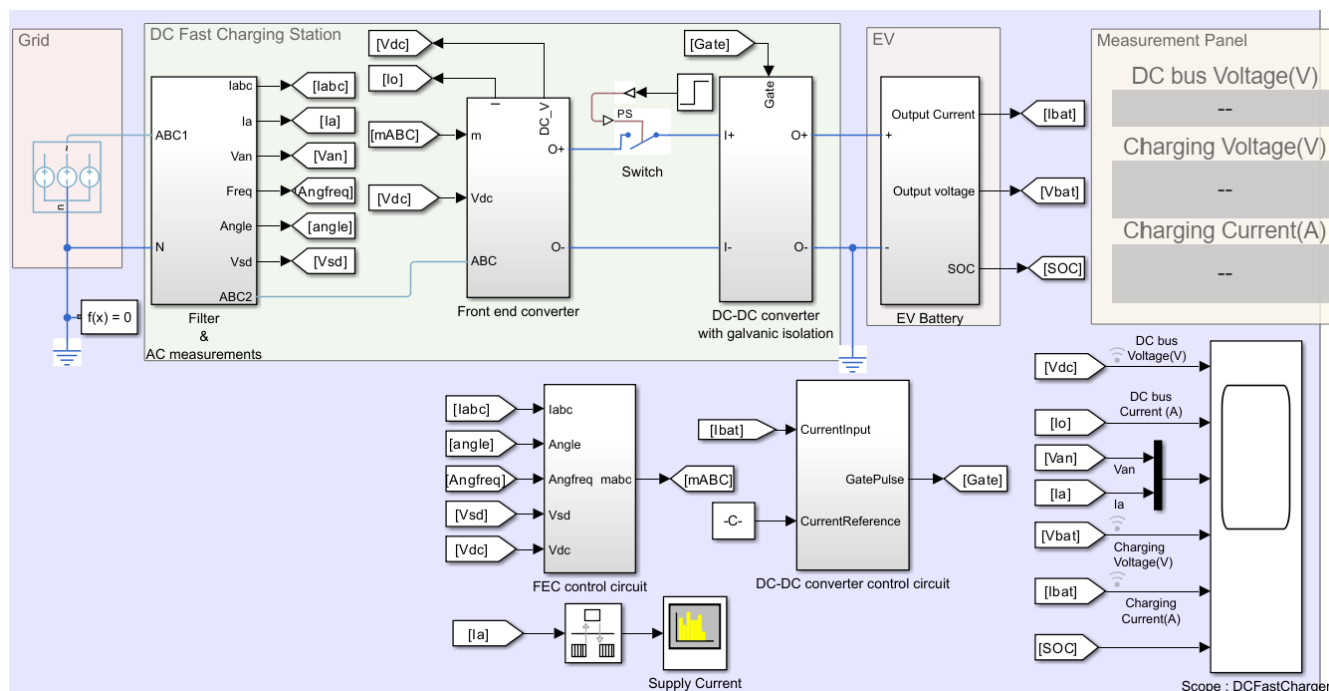 Grid
DC Fast Charging Station
EV
Measurement Panel
DC bus Voltage(V)
--
Charging Voltage(V)
--
Charging Current(A)
--
ABC1
N
Iabc
Ia
Van
Freq
Angle
Vsd
ABC2
[Iabc]
[Ia]
[Van]
[Angfreq]
[angle]
[Vsd]
Filter
&
AC measurements
~
n
f(x) = 0
[Vdc]
[Io]
[mABC]
[Vdc]
I
DC_V
m
O+
Vdc
O-
ABC
Front end converter
PS
Switch
[Gate]
Gate
I+
O+
I-
O-
DC-DC converter
with galvanic isolation
+
-
Output Current
Output voltage
SOC
EV Battery
[Ibat]
[Vbat]
[SOC]
[Iabc]
[angle]
[Angfreq]
[Vsd]
[Vdc]
Iabc
Angle
Angfreq
mabc
Vsd
Vdc
[mABC]
FEC control circuit
[Ibat]
-C-
CurrentInput
GatePulse
CurrentReference
[Gate]
DC-DC converter control circuit
[Ia]
Supply Current
[Vdc]
DC bus
Voltage(V)
[Io]
DC bus
Current (A)
[Van]
Van
[Ia]
Ia
[Vbat]
Charging
Voltage(V)
[Ibat]
Charging
Current(A)
[SOC]
Scope : DCFastCharger